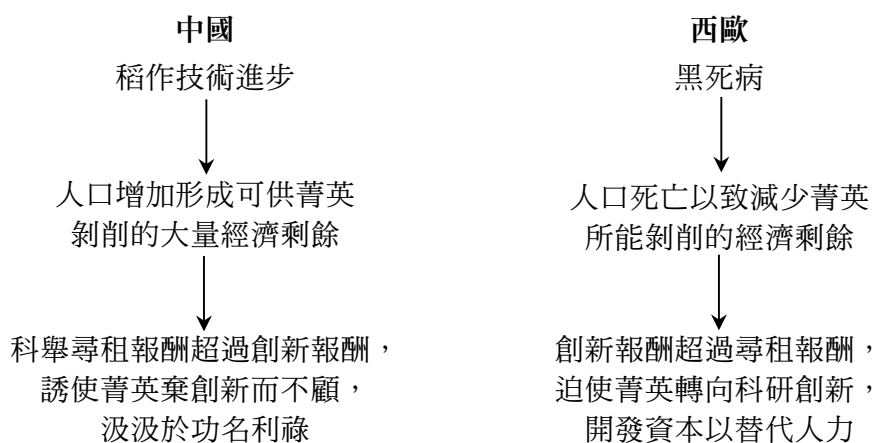 中國
稻作技術進步
人口增加形成可供菁英
剝削的大量經濟剩餘
科舉尋租報酬超過創新報酬，
誘使菁英棄創新而不顧，
汲汲於功名利祿
西歐
黑死病
人口死亡以致減少菁英
所能剝削的經濟剩餘
創新報酬超過尋租報酬，
迫使菁英轉向科研創新，
開發資本以替代人力